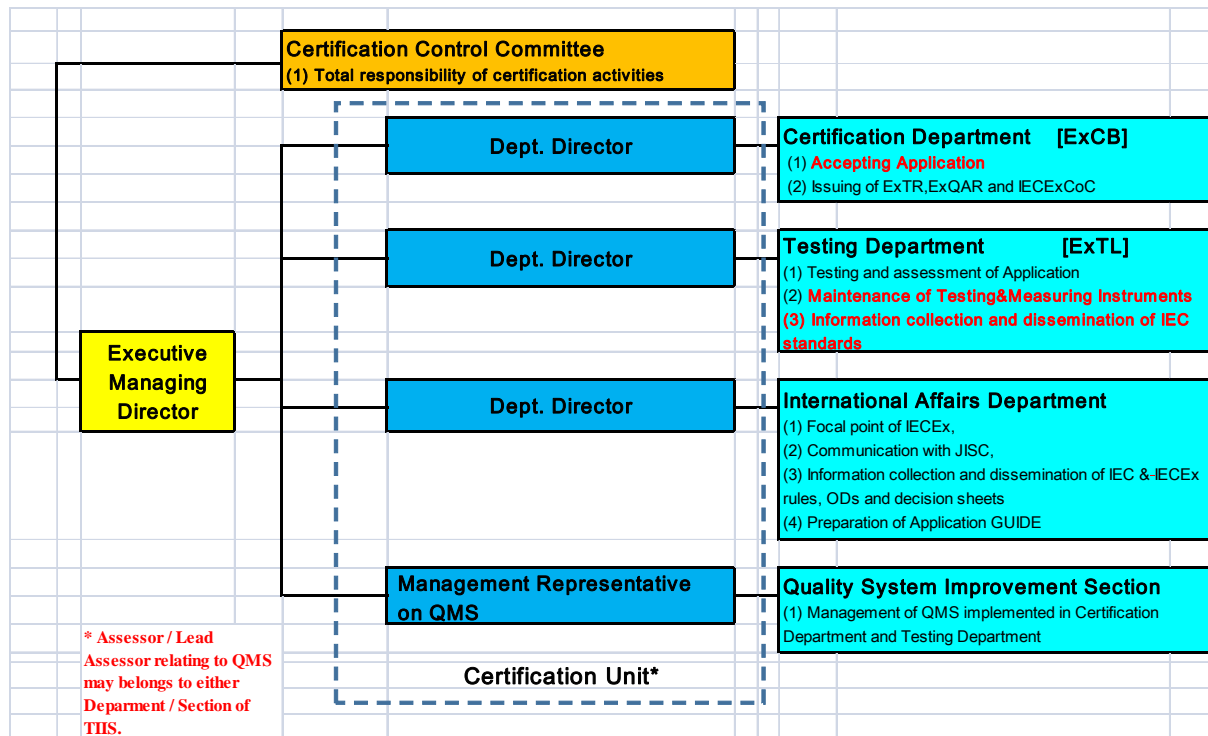 Certification Control Committee
(1) Total responsibility of certification activities
Dept. Director
Certification Department [ExCB]
(1) Accepting Application
(2) Issuing of ExTR,ExQAR and IECExCoC
Dept. Director
Testing Department [ExTL]
(1) Testing and assessment of Application
(2) Maintenance of Testing&Measuring Instruments
(3) Information collection and dissemination of IEC
standards
Executive
Managing
Director
Dept. Director
International Affairs Department
(1) Focal point of IECEx,
(2) Communication with JISC,
(3) Information collection and dissemination of IEC & IECEx
rules, ODs and decision sheets
(4) Preparation of Application GUIDE
Management Representative
on QMS
Quality System Improvement Section
(1) Management of QMS implemented in Certification
Department and Testing Department
* Assessor / Lead
Assessor relating to QMS
may belongs to either
Deparment / Section of
TIIS.
Certification Unit*